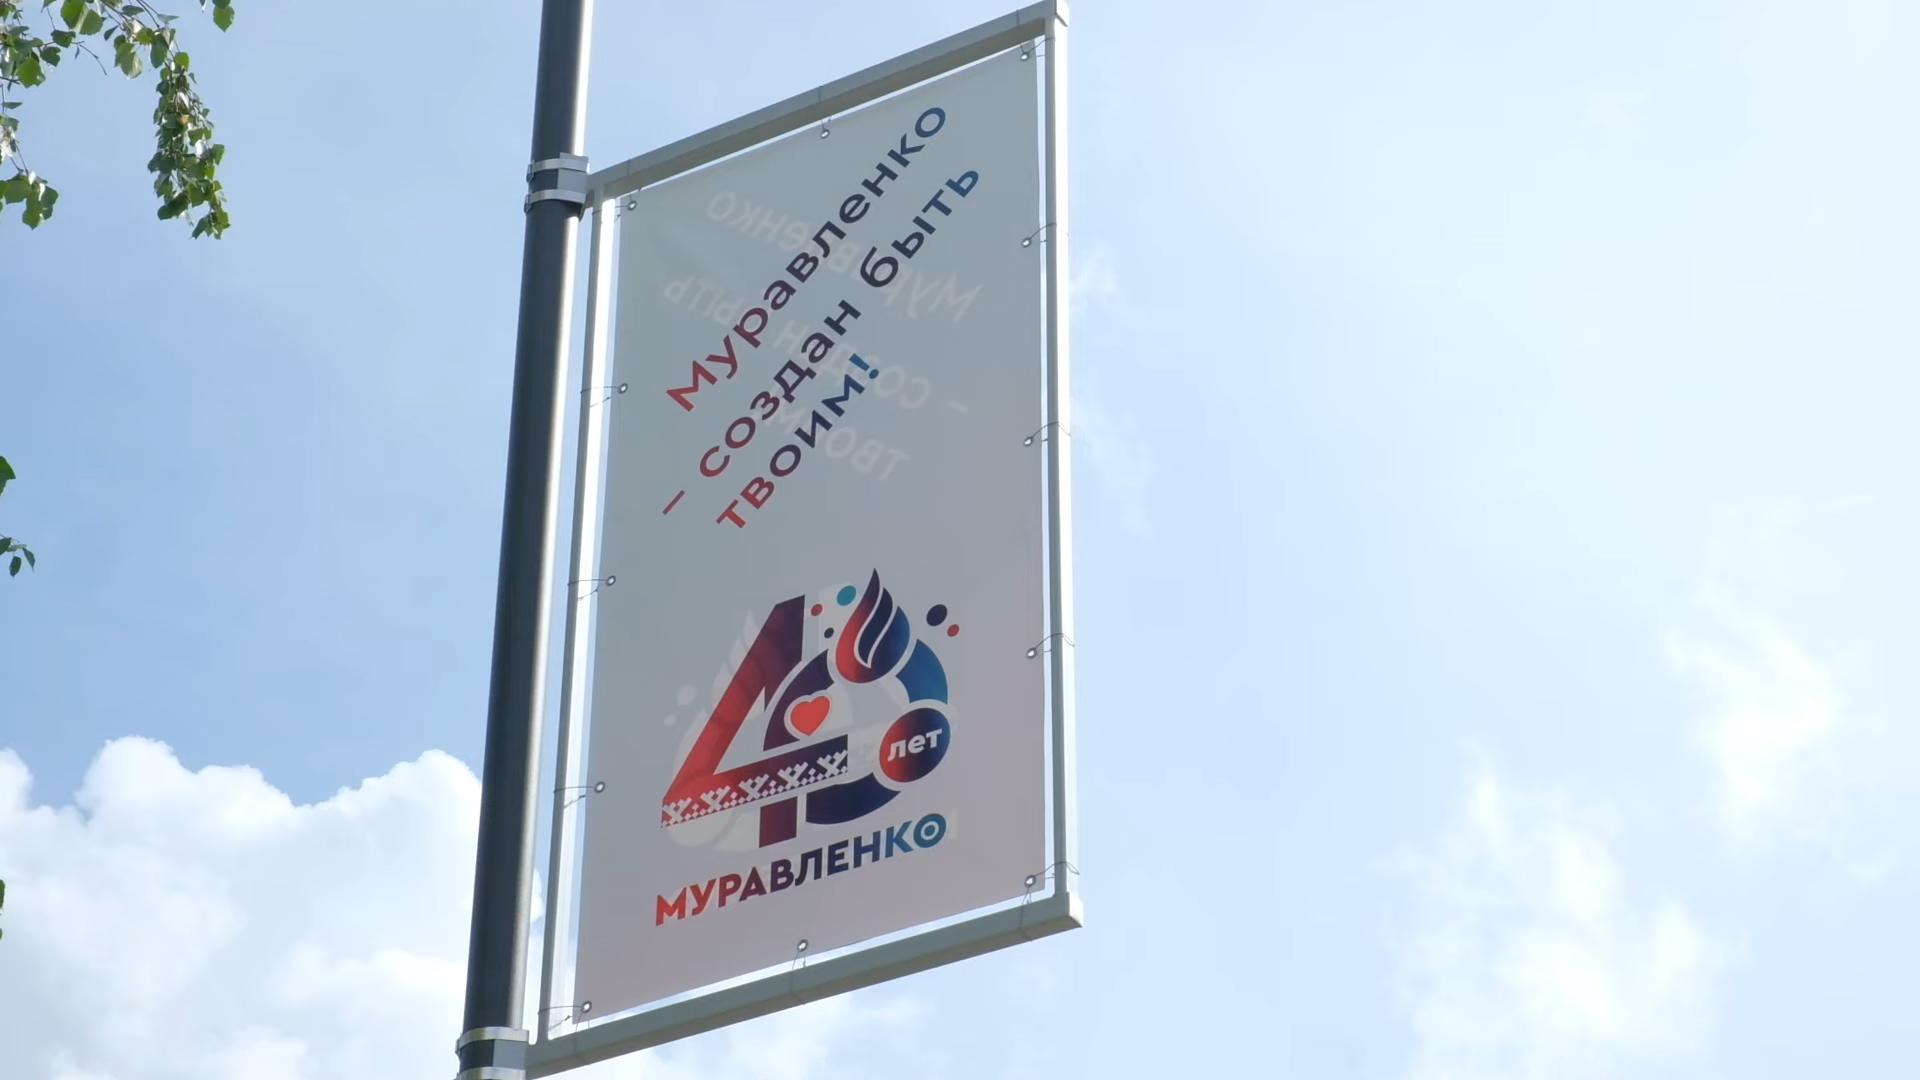 Муравленко
– создан быть
твоим!
40
лет
МУРАВЛЕНКО